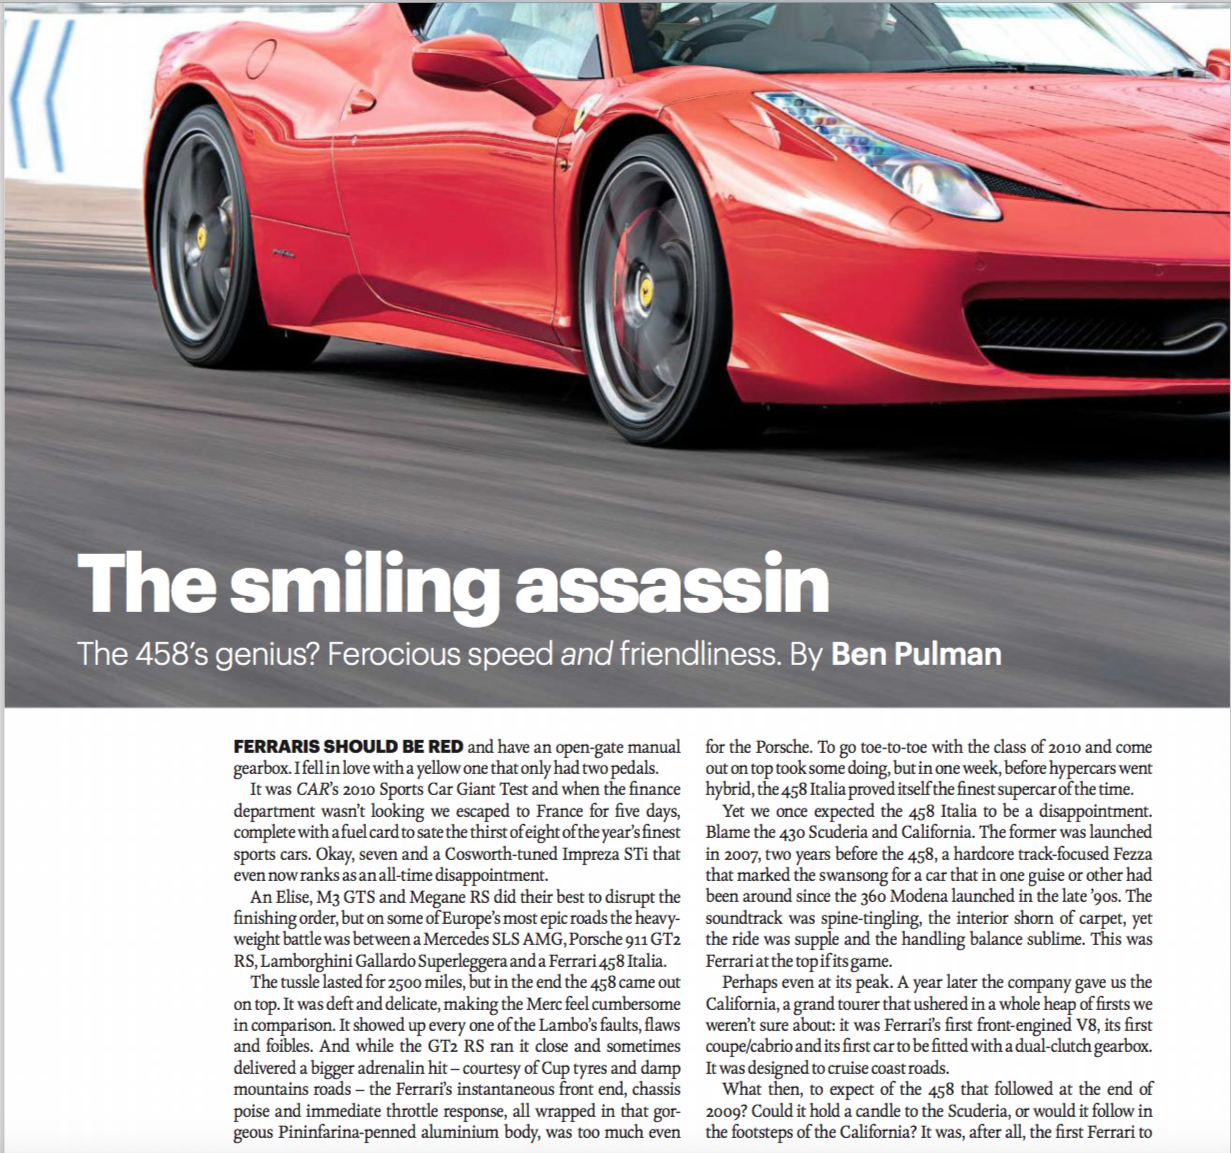 The smiling assassin
The 458's genius? Ferocious speed and friendliness. By Ben Pulman
FERRARIS SHOULD BE RED and have an open-gate manual
gearbox. I fell in love with a yellow one that only had two pedals.
It was CAR's 2010 Sports Car Giant Test and when the finance
department wasn't looking we escaped to France for five days,
complete with a fuel card to sate the thirst of eight of the year's finest
sports cars. Okay, seven and a Cosworth-tuned Impreza STi that
even now ranks as an all-time disappointment.
An Elise, M3 GTS and Megane RS did their best to disrupt the
finishing order, but on some of Europe's most epic roads the heavy-
weight battle was between a Mercedes SLS AMG, Porsche 911 GT2
RS, Lamborghini Gallardo Superleggera and a Ferrari 458 Italia.
The tussle lasted for 2500 miles, but in the end the 458 came out
on top. It was deft and delicate, making the Merc feel cumbersome
in comparison. It showed up every one of the Lambo's faults, flaws
and foibles. And while the GT2 RS ran it close and sometimes
delivered a bigger adrenalin hit – courtesy of Cup tyres and damp
mountains roads – the Ferrari's instantaneous front end, chassis
poise and immediate throttle response, all wrapped in that gor-
geous Pininfarina-penned aluminium body, was too much even
for the Porsche. To go toe-to-toe with the class of 2010 and come
out on top took some doing, but in one week, before hypercars went
hybrid, the 458 Italia proved itself the finest supercar of the time.
Yet we once expected the 458 Italia to be a disappointment.
Blame the 430 Scuderia and California. The former was launched
in 2007, two years before the 458, a hardcore track-focused Fezza
that marked the swansong for a car that in one guise or other had
been around since the 360 Modena launched in the late '90s. The
soundtrack was spine-tingling, the interior shorn of carpet, yet
the ride was supple and the handling balance sublime. This was
Ferrari at the top if its game.
Perhaps even at its peak. A year later the company gave us the
California, a grand tourer that ushered in a whole heap of firsts we
weren't sure about: it was Ferrari's first front-engined V8, its first
coupe/cabrio and its first car to be fitted with a dual-clutch gearbox.
It was designed to cruise coast roads.
What then, to expect of the 458 that followed at the end of
2009? Could it hold a candle to the Scuderia, or would it follow in
the footsteps of the California? It was, after all, the first Ferrari to